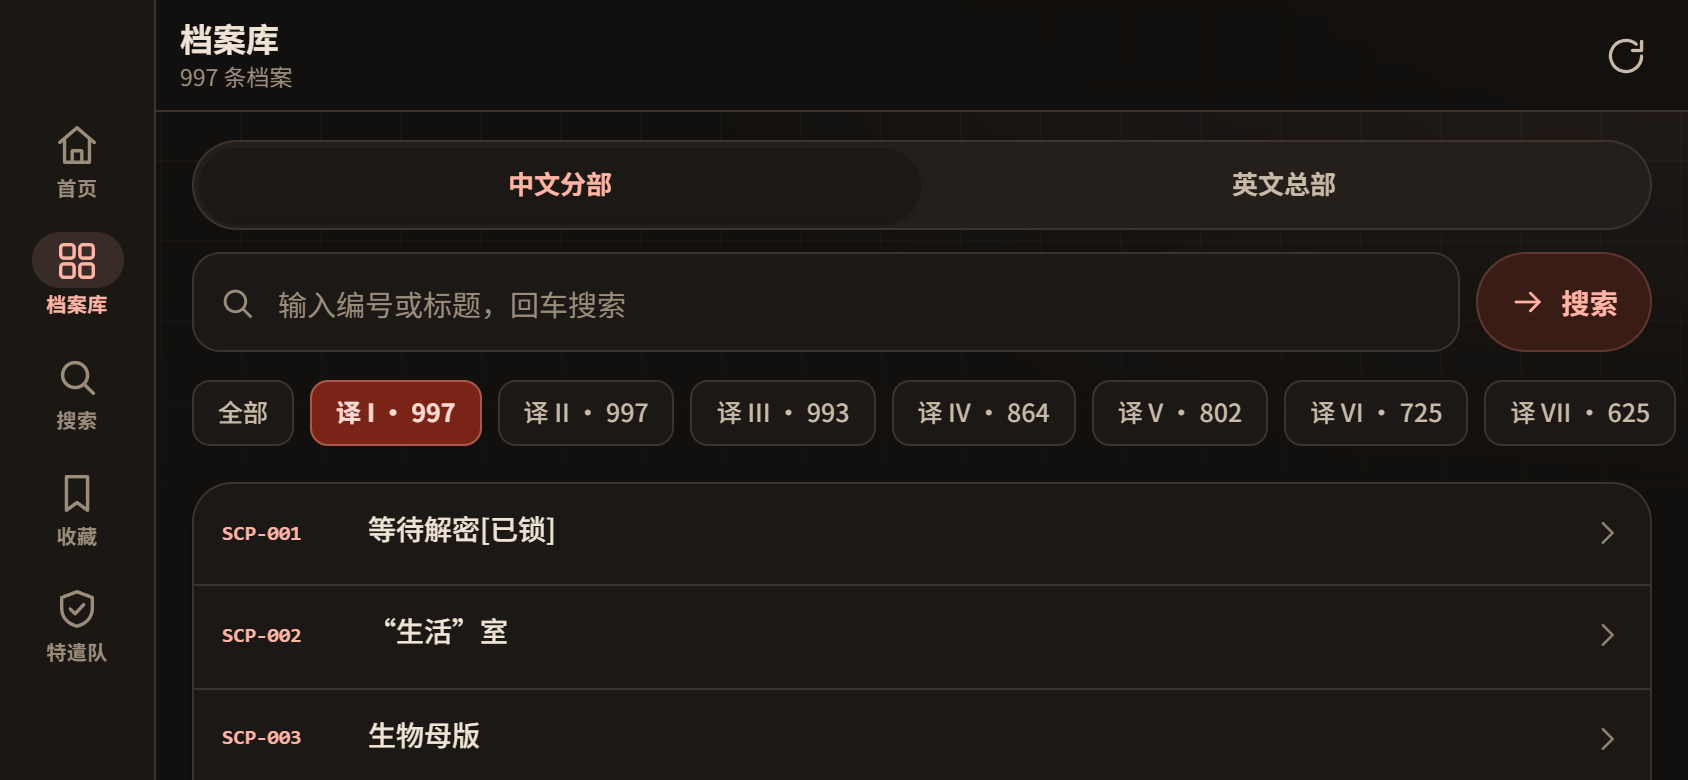 档案库
997 条档案
首页
档案库
搜索
收藏
特遣队
中文分部
英文总部
输入编号或标题，回车搜索
搜索
全部
译 I · 997
译 II · 997
译 III · 993
译 IV · 864
译 V · 802
译 VI · 725
译 VII · 625
SCP-001 等待解密[已锁]
SCP-002 “生活”室
SCP-003 生物母版